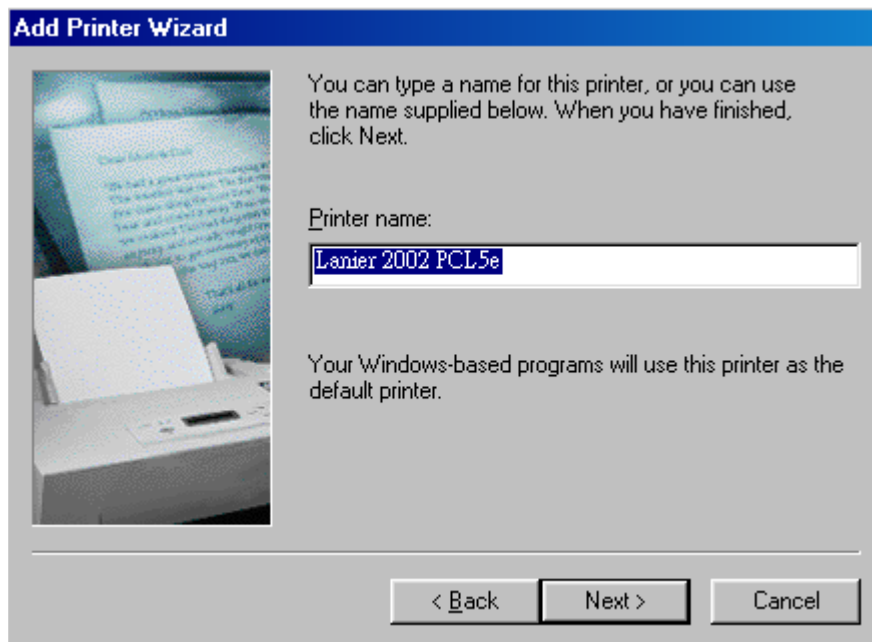 Add Printer Wizard
You can type a name for this printer, or you can use
the name supplied below. When you have finished,
click Next.
Printer name:
Lanier 2002 PCL5e
Your Windows-based programs will use this printer as the
default printer.
< Back
Next >
Cancel